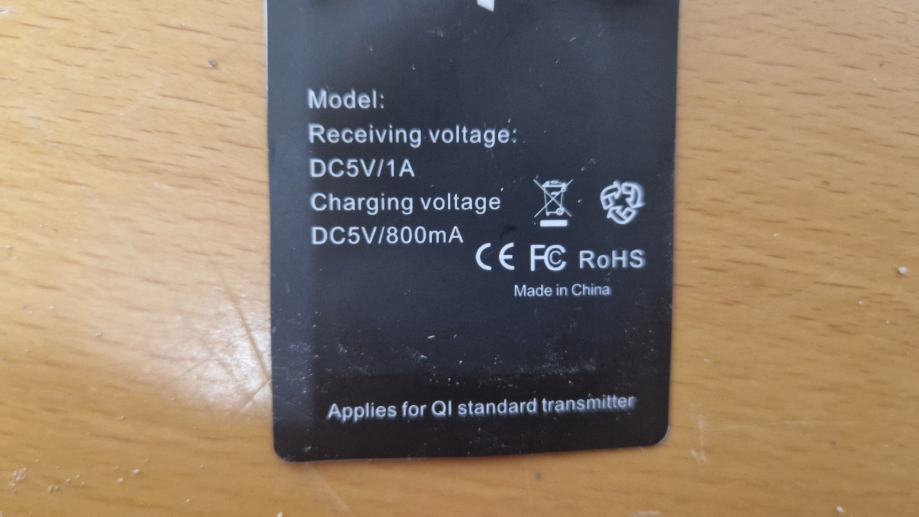 Model:
Receiving voltage:
DC5V/1A
Charging voltage
DC5V/800mA
CE FC RoHS
Made in China
Applies for QI standard transmitter